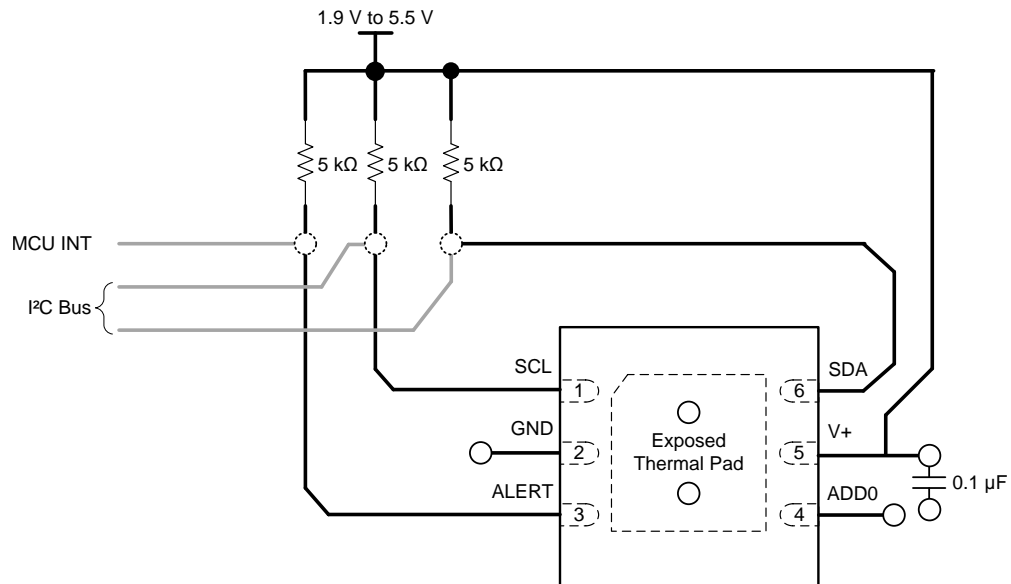 1.9 V to 5.5 V
5 kΩ
5 kΩ
5 kΩ
MCU INT
I²C Bus
SCL
1
SDA
6
GND
2
Exposed
Thermal Pad
V+
5
0.1 µF
ALERT
3
ADD0
4